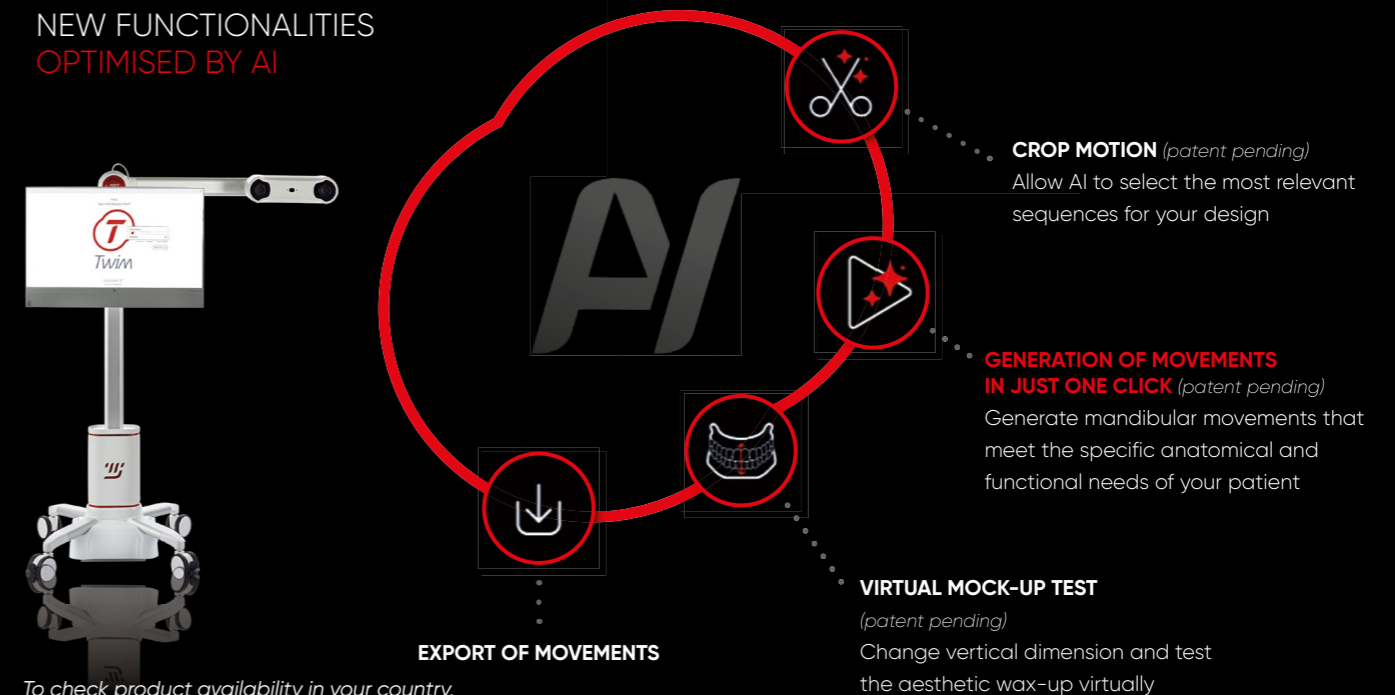 NEW FUNCTIONALITIES
OPTIMISED BY AI
Twim
AI
CROP MOTION (patent pending)
Allow AI to select the most relevant
sequences for your design
GENERATION OF MOVEMENTS
IN JUST ONE CLICK (patent pending)
Generate mandibular movements that
meet the specific anatomical and
functional needs of your patient
VIRTUAL MOCK-UP TEST
(patent pending)
Change vertical dimension and test
the aesthetic wax-up virtually
EXPORT OF MOVEMENTS
To check product availability in your country,